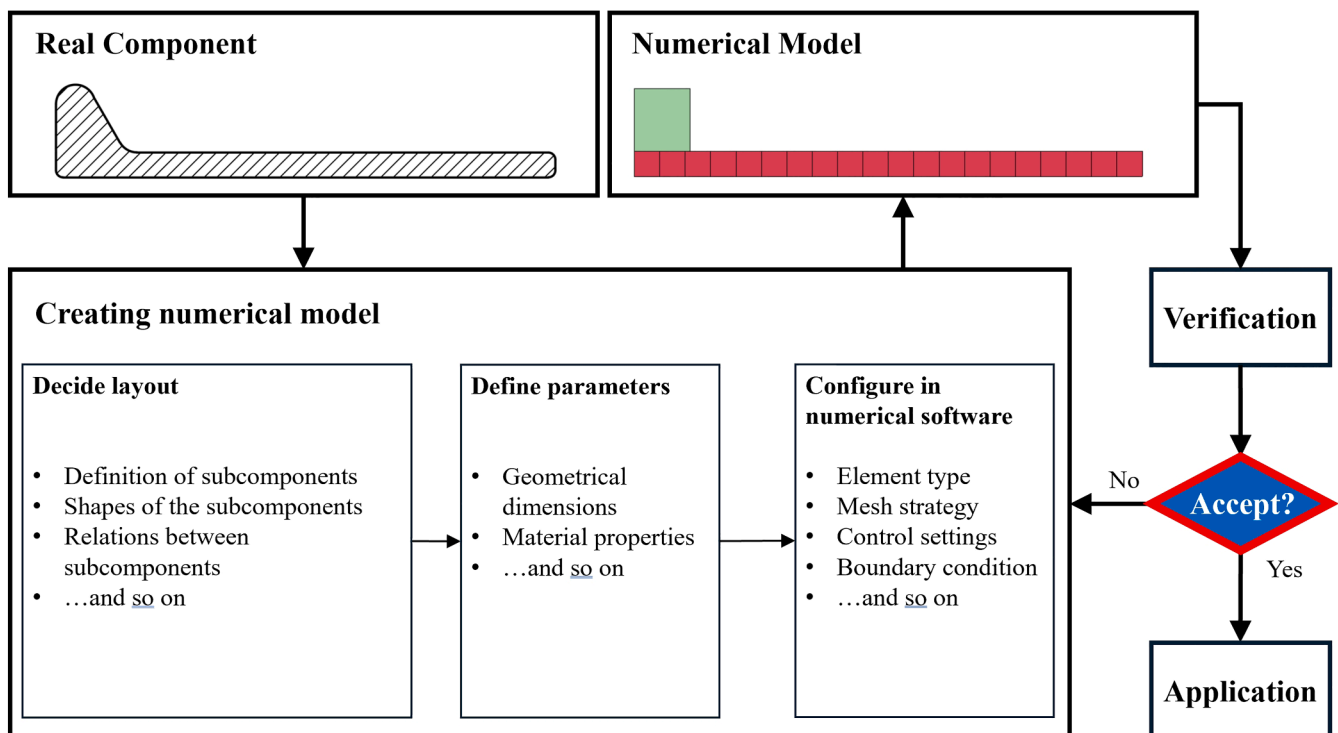 Real Component
Numerical Model
Creating numerical model
Decide layout
• Definition of subcomponents
• Shapes of the subcomponents
• Relations between
subcomponents
• …and so on
Define parameters
• Geometrical
dimensions
• Material properties
• …and so on
Configure in
numerical software
• Element type
• Mesh strategy
• Control settings
• Boundary condition
• …and so on
Verification
Accept?
No
Yes
Application